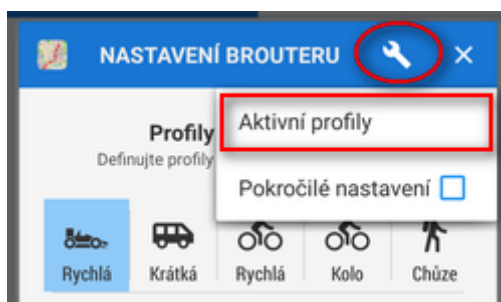 NASTAVENÍ BROUTERU
Aktivní profily
Profily
Definujte profily
Pokročilé nastavení
Rychlá Krátká Rychlá Kolo Chůze